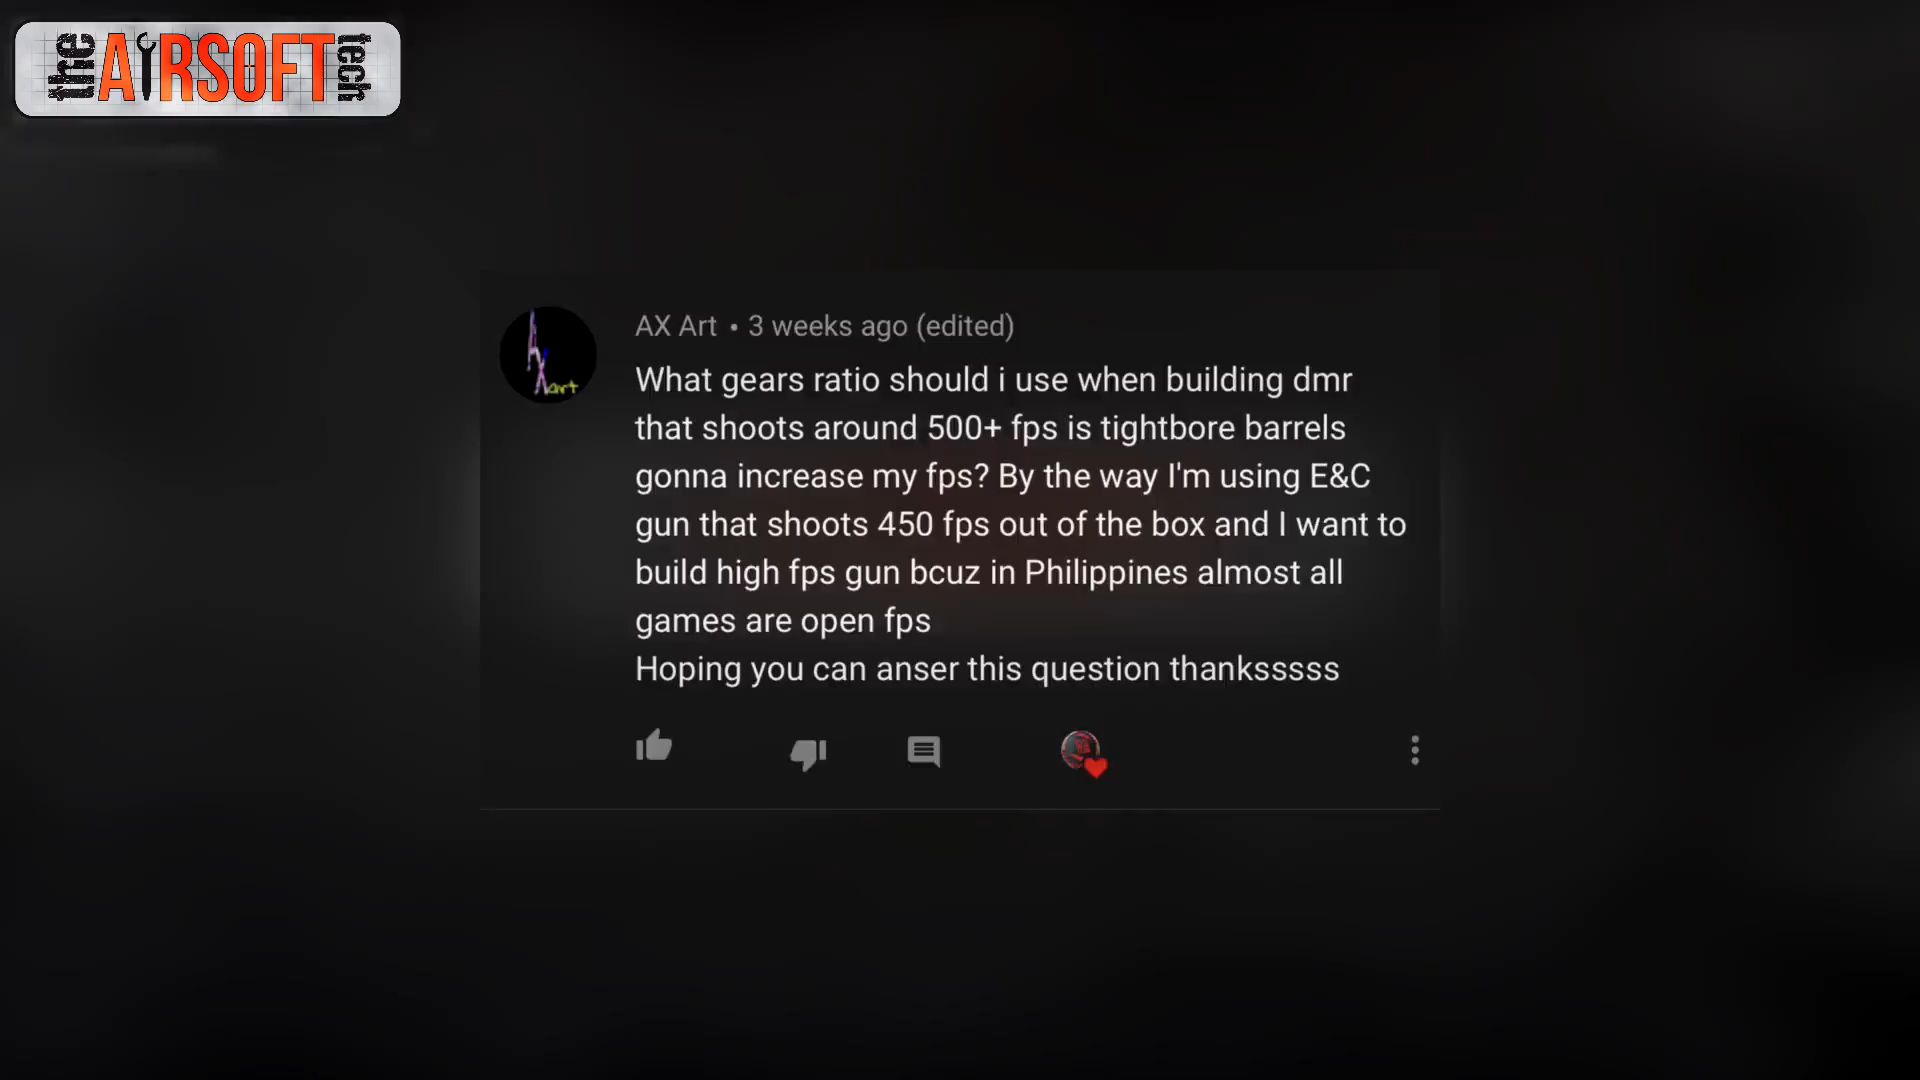 the AiRSOFT tech
AX Art • 3 weeks ago (edited)
What gears ratio should i use when building dmr
that shoots around 500+ fps is tightbore barrels
gonna increase my fps? By the way I'm using E&C
gun that shoots 450 fps out of the box and I want to
build high fps gun bcuz in Philippines almost all
games are open fps
Hoping you can anser this question thanksssss
art